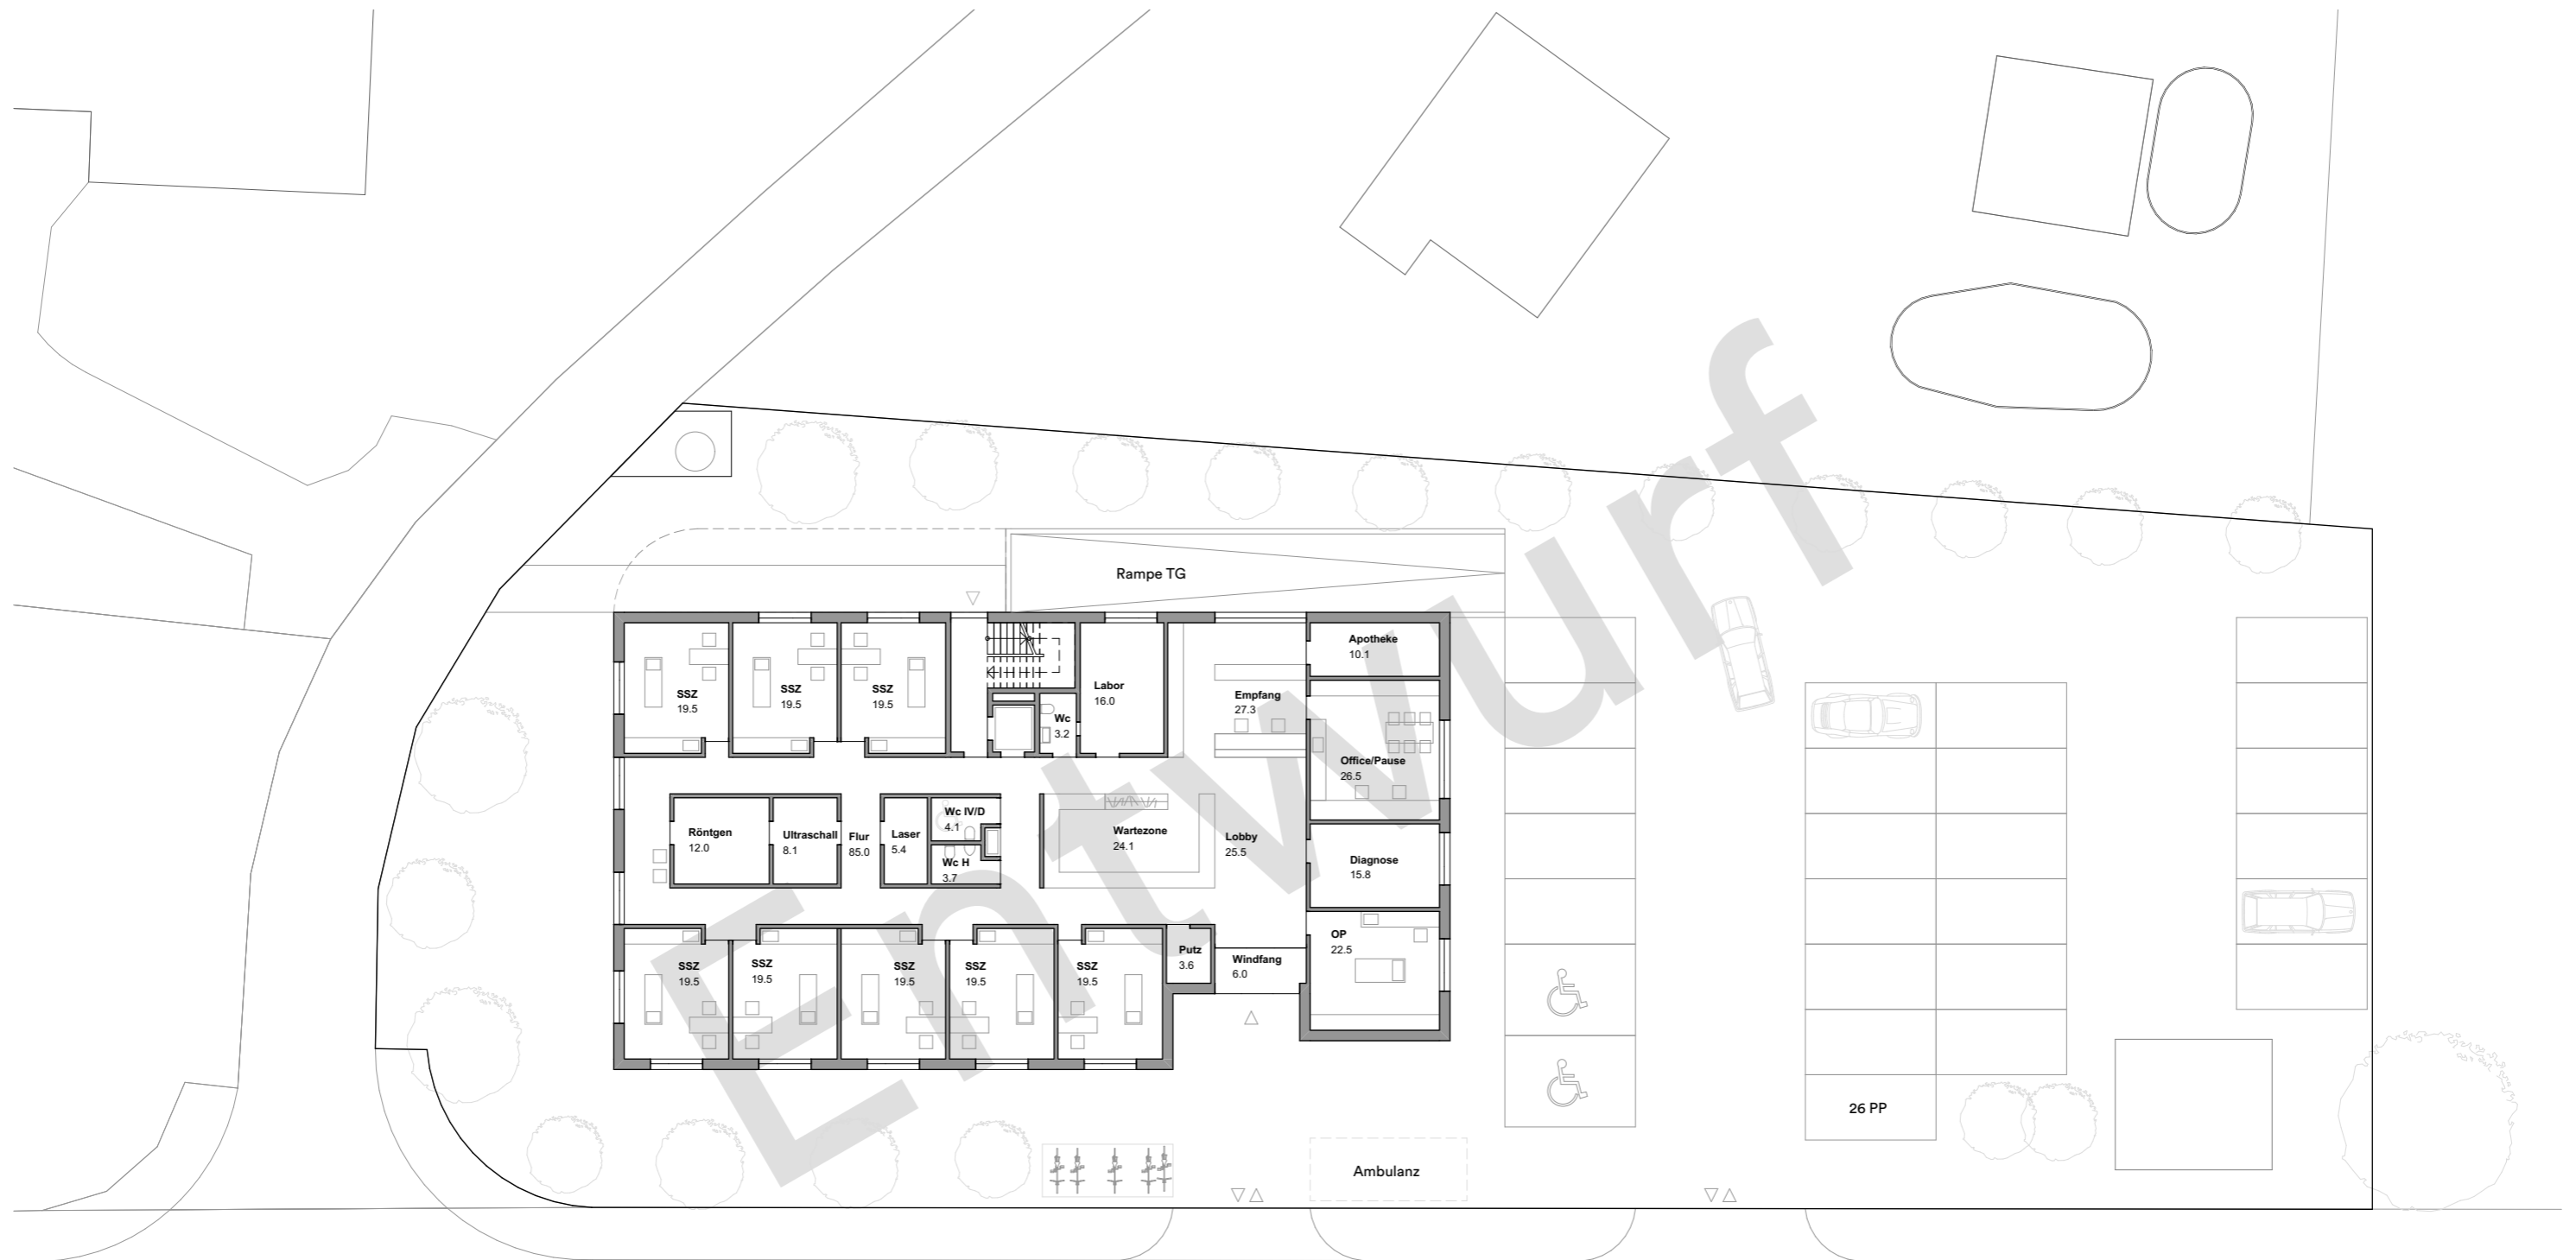 Entwurf
Rampe TG
Apotheke
10.1
SSZ
19.5
SSZ
19.5
SSZ
19.5
Labor
16.0
Empfang
27.3
Wc
3.2
Office/Pause
26.5
Wc IV/D
4.1
Röntgen
12.0
Ultraschall
8.1
Flur
85.0
Laser
5.4
Wartezone
24.1
Lobby
25.5
Wc H
3.7
Diagnose
15.8
OP
22.5
SSZ
19.5
SSZ
19.5
SSZ
19.5
SSZ
19.5
SSZ
19.5
Putz
3.6
Windfang
6.0
26 PP
Ambulanz